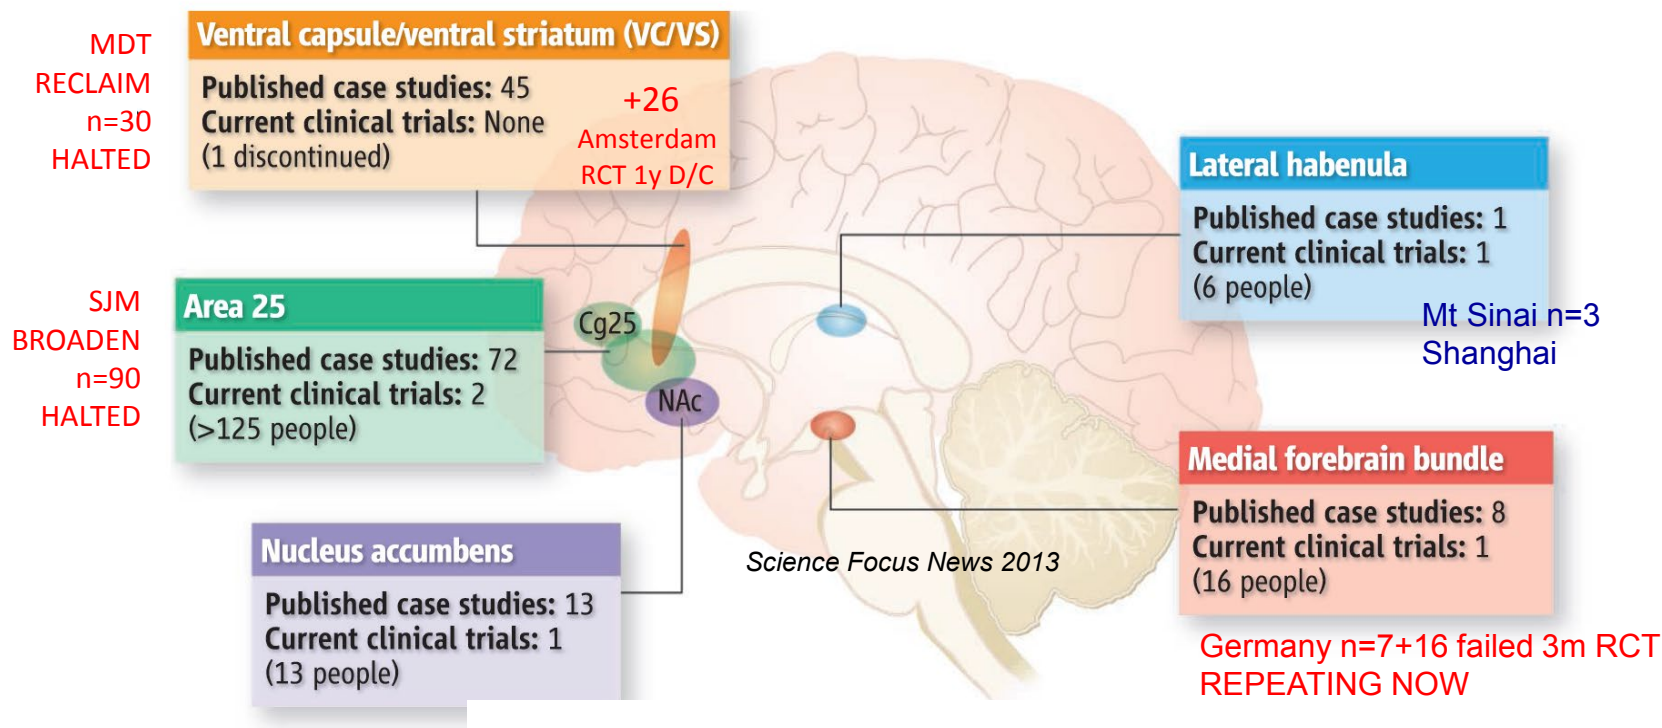 MDT
RECLAIM
n=30
HALTED
Ventral capsule/ventral striatum (VC/VS)
Published case studies: 45
Current clinical trials: None
(1 discontinued)
+26
Amsterdam
RCT 1y D/C
Lateral habenula
Published case studies: 1
Current clinical trials: 1
(6 people)
Mt Sinai n=3
Shanghai
SJM
BROADEN
n=90
HALTED
Area 25
Published case studies: 72
Current clinical trials: 2
(>125 people)
Cg25
NAc
Medial forebrain bundle
Published case studies: 8
Current clinical trials: 1
(16 people)
Germany n=7+16 failed 3m RCT
REPEATING NOW
Nucleus accumbens
Published case studies: 13
Current clinical trials: 1
(13 people)
Science Focus News 2013